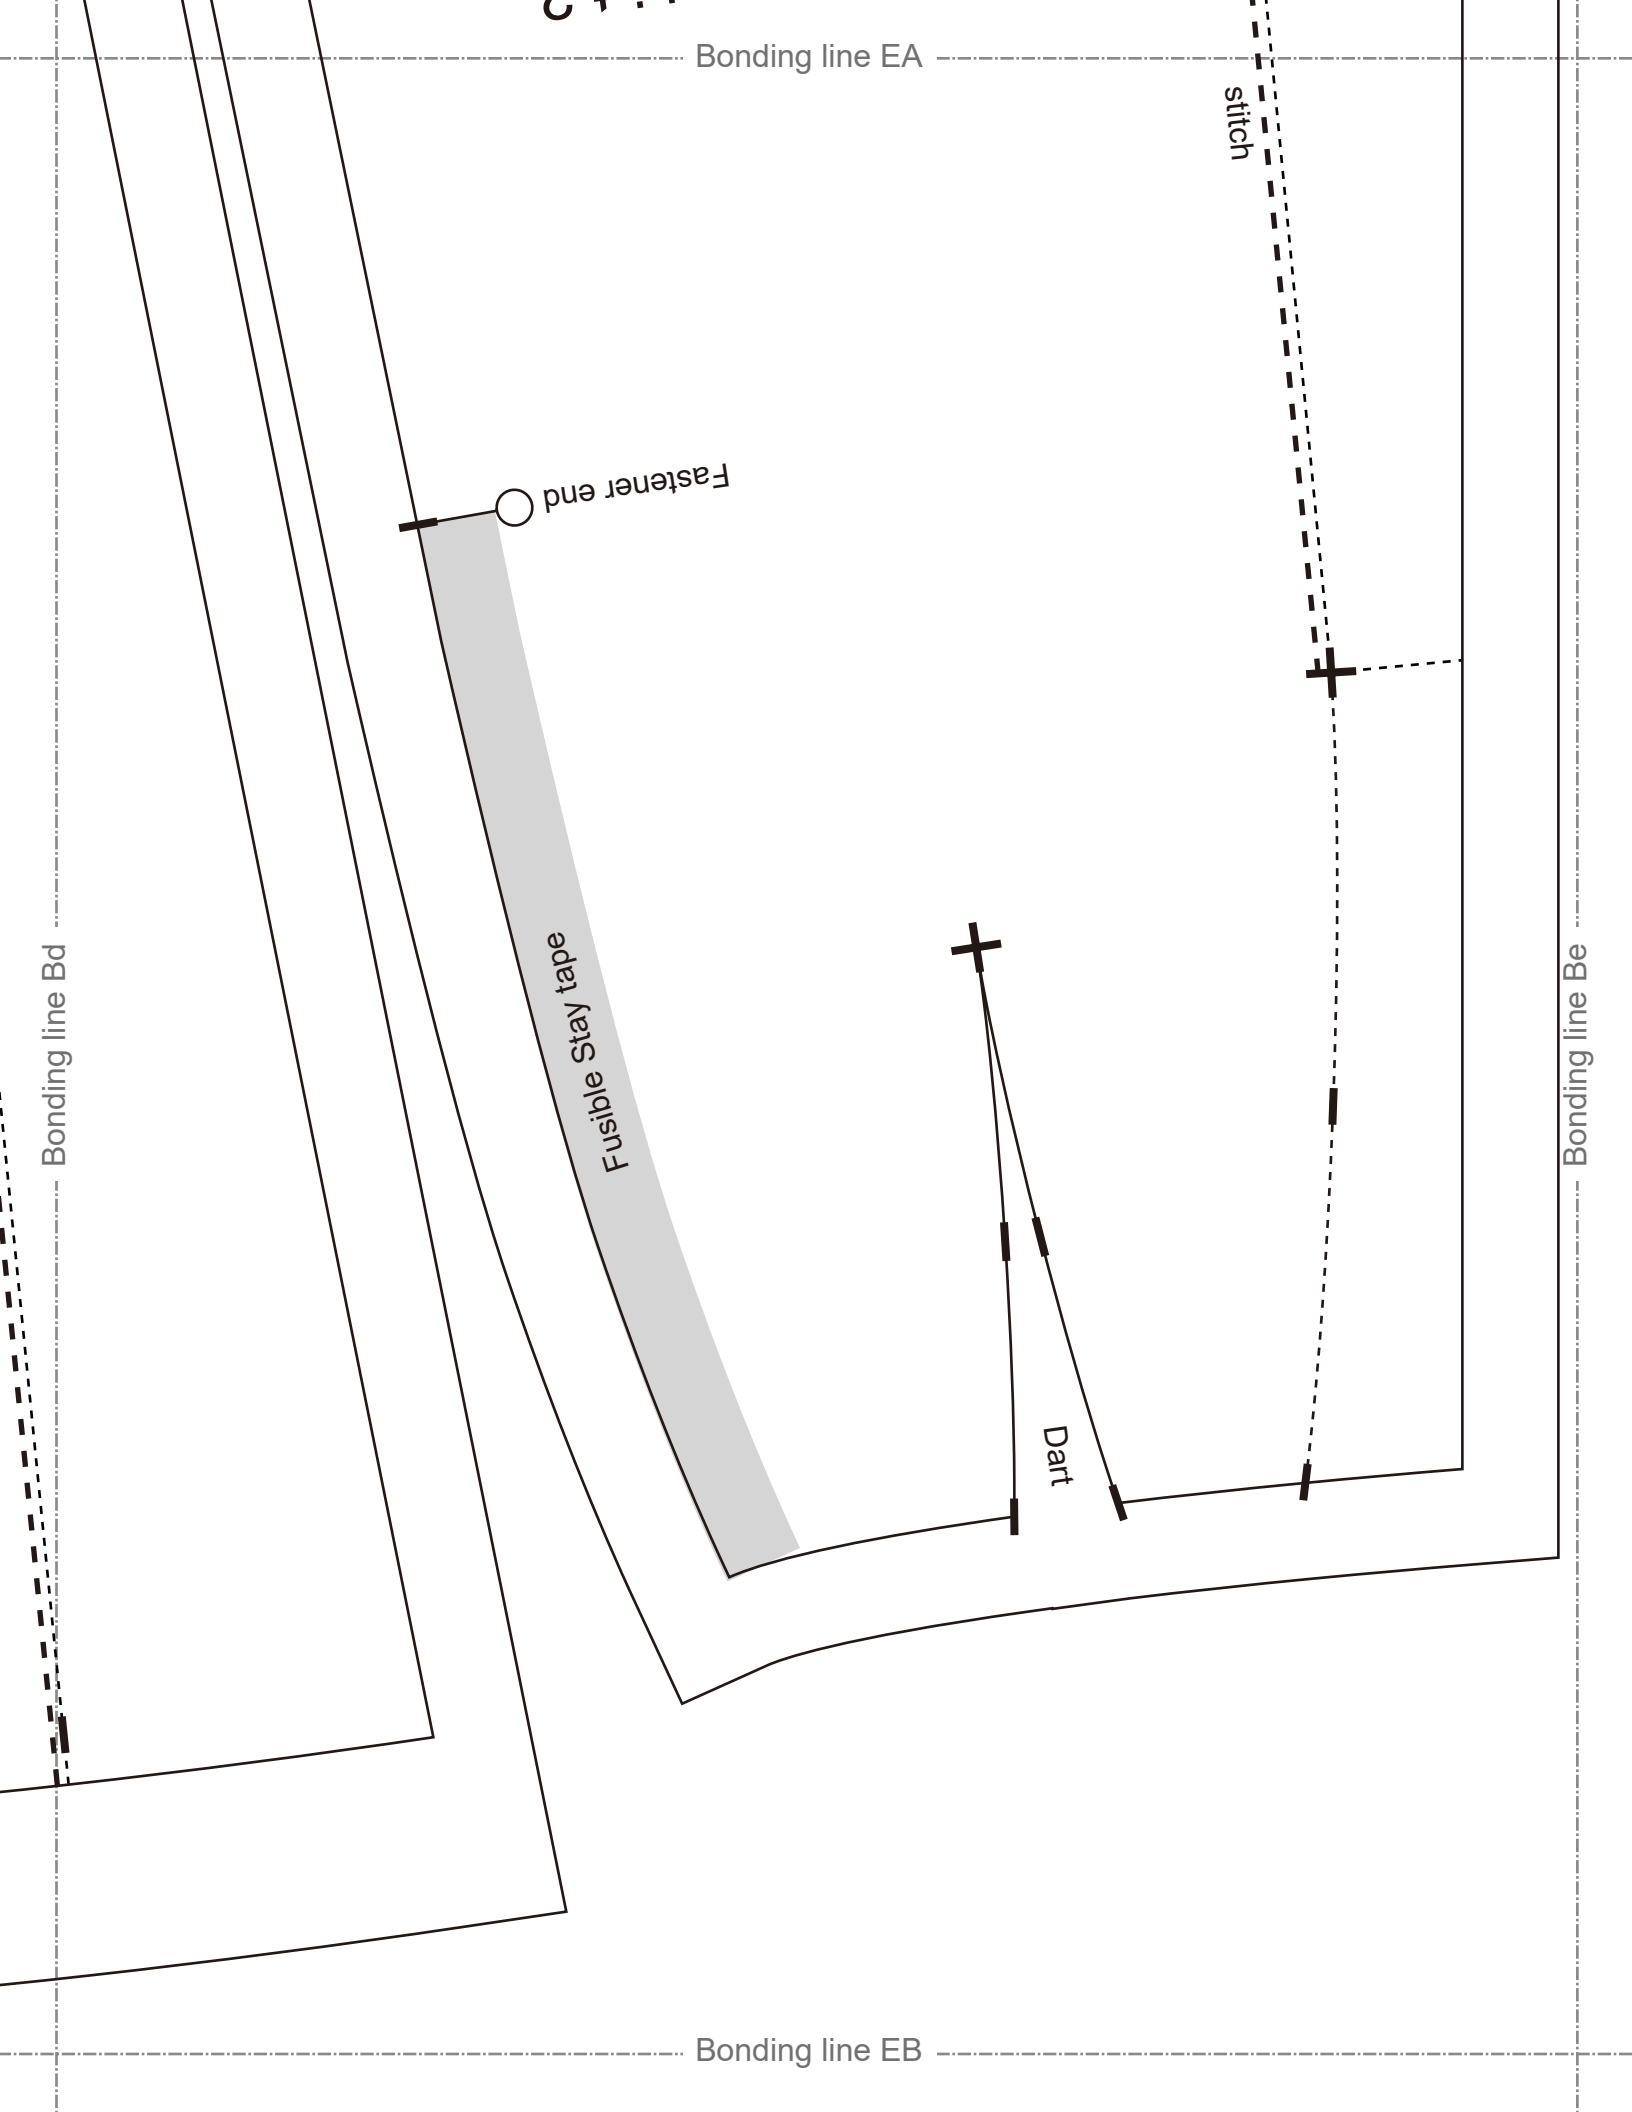 Bonding line EA
stitch
Fastener end
Bonding line Bd
Fusible Stay tape
Bonding line Be
Dart
Bonding line EB